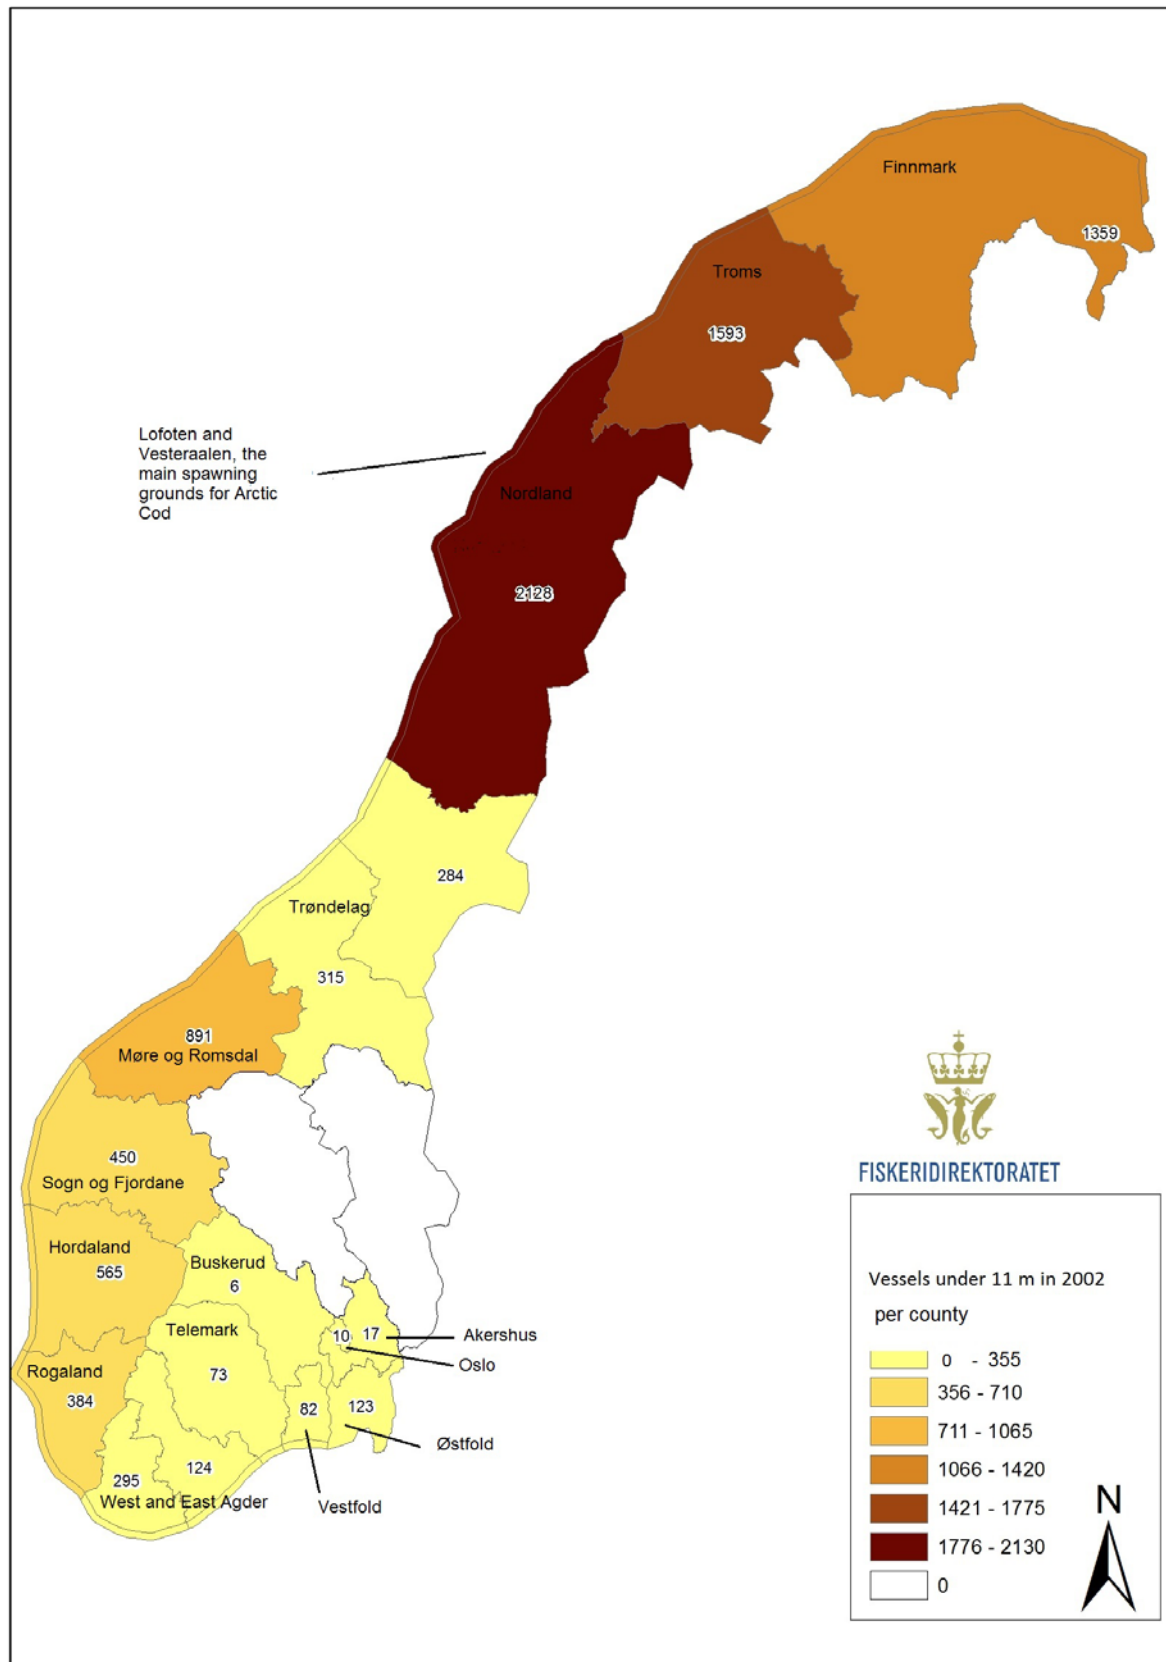 Finnmark
1359
Troms
1593
Lofoten and
Vesteraalen, the
main spawning
grounds for Arctic
Cod
Nordland
2128
284
Trøndelag
315
891
Møre og Romsdal
450
Sogn og Fjordane
Hordaland
565
Buskerud
6
Telemark
73
10
17
Akershus
Oslo
Rogaland
384
82
123
Østfold
295
124
West and East Agder
Vestfold
FISKERIDIREKTORATET
Vessels under 11 m in 2002
per county
0 - 355
356 - 710
711 - 1065
1066 - 1420
1421 - 1775
1776 - 2130
0
N